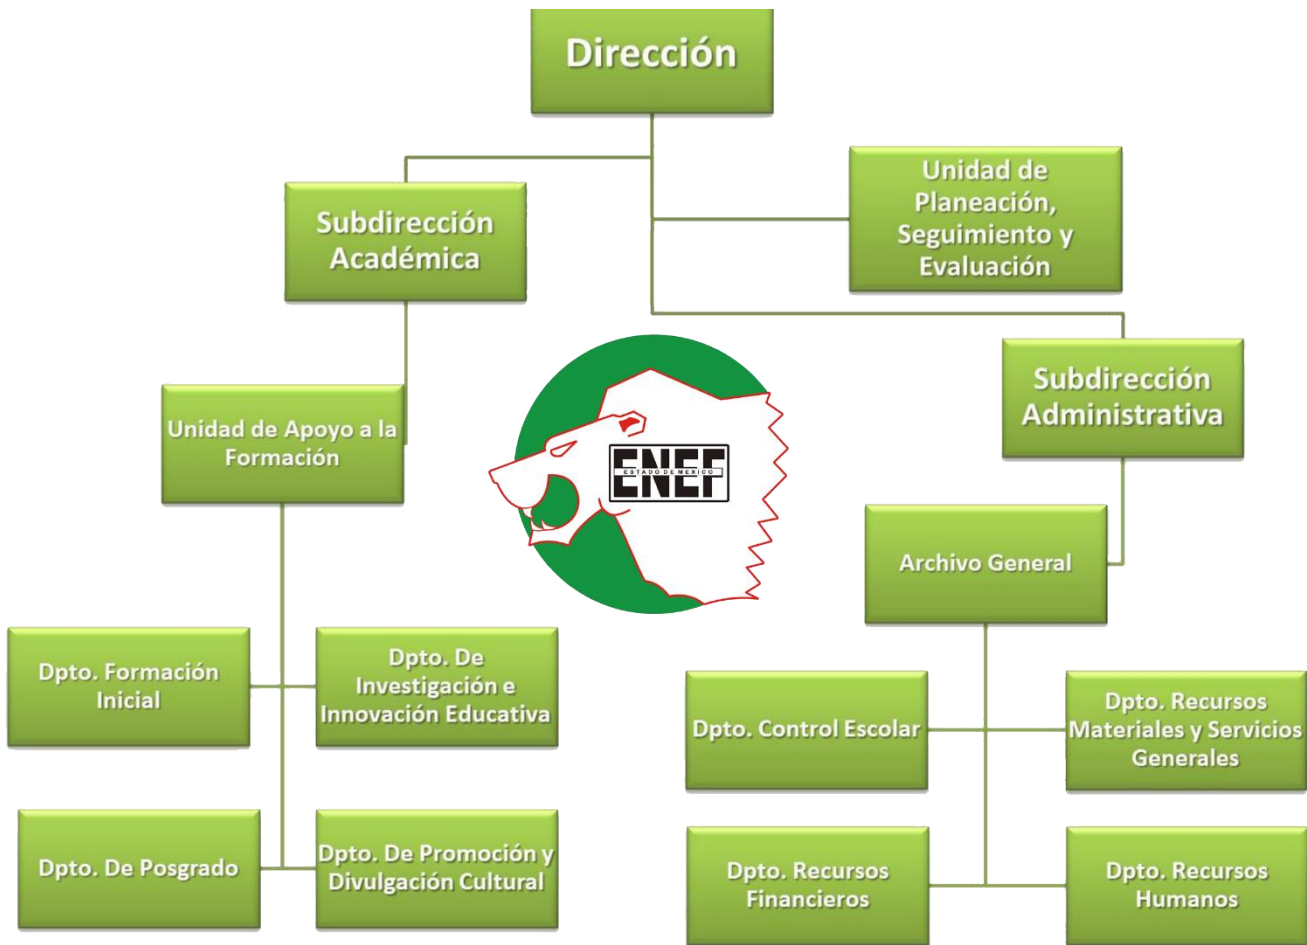 Dirección
Unidad de
Planeación,
Seguimiento y
Evaluación
Subdirección
Académica
Subdirección
Administrativa
Unidad de Apoyo a la
Formación
ENEF
ESTADO DE MEXICO
Archivo General
Dpto. Formación
Inicial
Dpto. De
Investigación e
Innovación Educativa
Dpto. Control Escolar
Dpto. Recursos
Materiales y Servicios
Generales
Dpto. De Posgrado
Dpto. De Promoción y
Divulgación Cultural
Dpto. Recursos
Financieros
Dpto. Recursos
Humanos